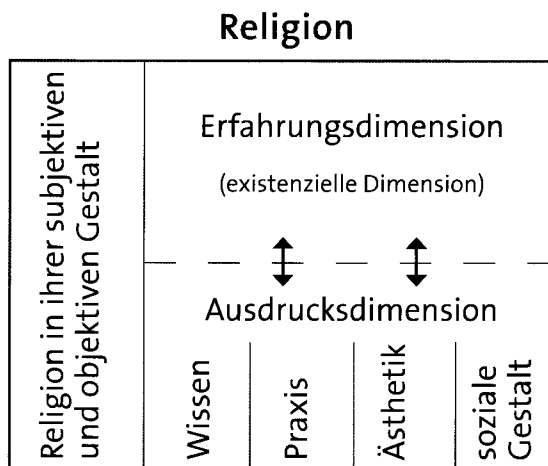 Religion
Religion in ihrer subjektiven
und objektiven Gestalt
Erfahrungsdimension
(existenzielle Dimension)
Ausdrucksdimension
Wissen
Praxis
Ästhetik
soziale
Gestalt